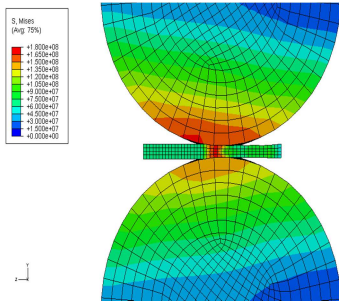 S, Mises
(Avg: 75%)
+1.800e+08
+1.650e+08
+1.500e+08
+1.350e+08
+1.200e+08
+1.050e+08
+9.000e+07
+7.500e+07
+6.000e+07
+4.500e+07
+3.000e+07
+1.500e+07
+0.000e+00
Y
Z
X